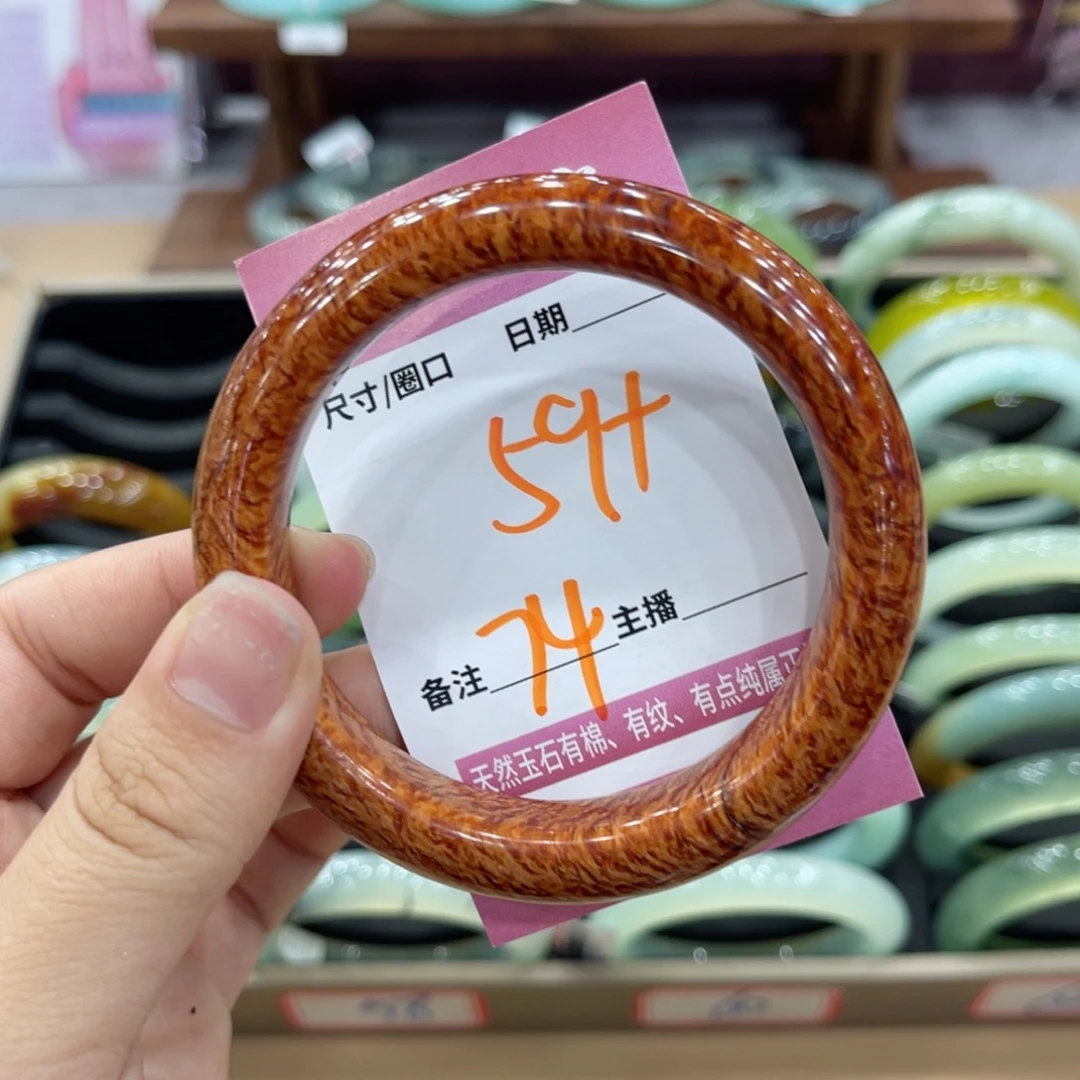 日期
尺寸/圈口
59+
74
主播
备注
天然玉石有棉、有纹、有点纯属正